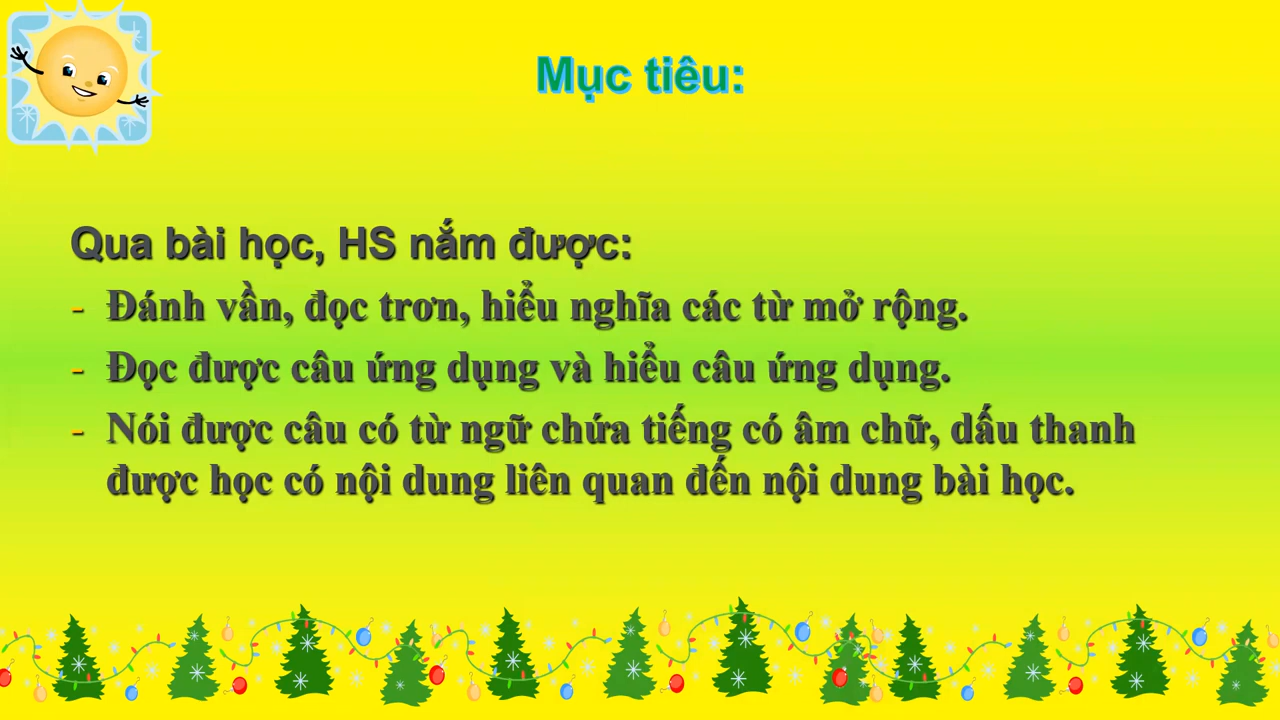 Mục tiêu:
Qua bài học, HS nắm được:
- Đánh vần, đọc trơn, hiểu nghĩa các từ mở rộng.
- Đọc được câu ứng dụng và hiểu câu ứng dụng.
- Nói được câu có từ ngữ chứa tiếng có âm chữ, dấu thanh
được học có nội dung liên quan đến nội dung bài học.